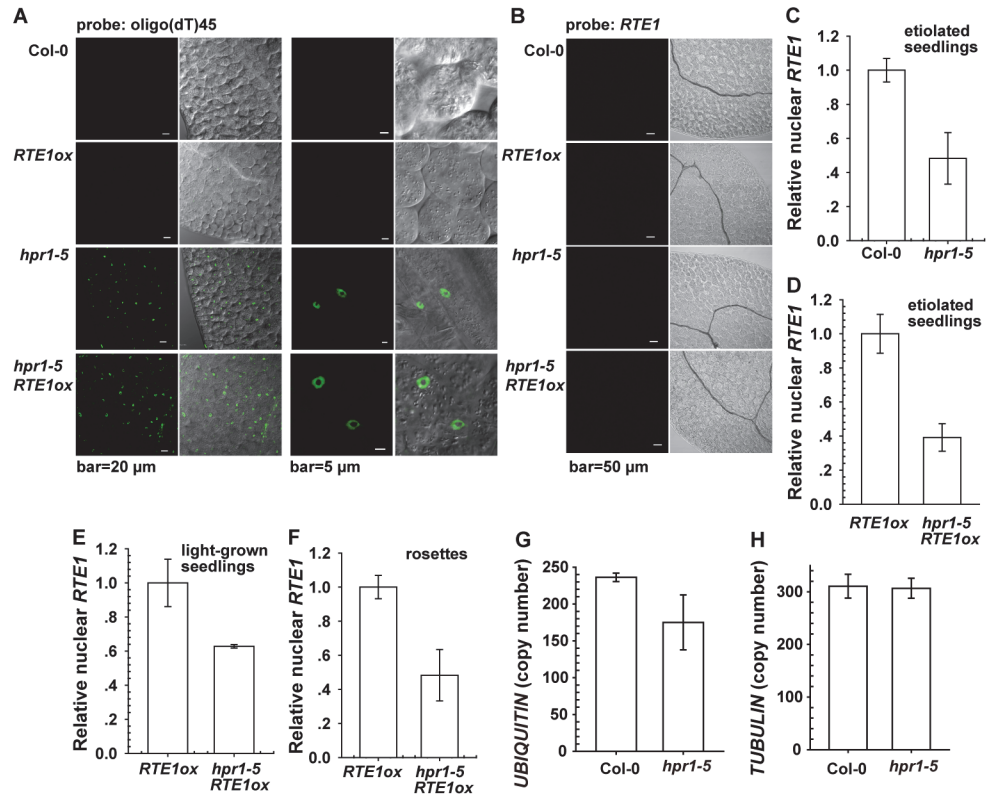 A
probe: oligo(dT)45
Col-0
RTE1ox
hpr1-5
hpr1-5
RTE1ox
bar=20 µm
bar=5 µm
B
probe: RTE1
Col-0
RTE1ox
hpr1-5
hpr1-5
RTE1ox
bar=50 µm
C
etiolated
seedlings
Relative nuclear RTE1
1.2
1.0
.8
.6
.4
.2
0.0
Col-0
hpr1-5
D
etiolated
seedlings
Relative nuclear RTE1
1.2
1.0
.8
.6
.4
.2
0.0
RTE1ox
hpr1-5
RTE1ox
E
light-grown
seedlings
Relative nuclear RTE1
1.2
1.0
.8
.6
.4
.2
0.0
RTE1ox
hpr1-5
RTE1ox
F
rosettes
Relative nuclear RTE1
1.2
1.0
.8
.6
.4
.2
0.0
RTE1ox
hpr1-5
RTE1ox
G
UBIQUITIN (copy number)
250
200
150
100
50
0
Col-0
hpr1-5
H
TUBULIN (copy number)
300
200
100
0
Col-0
hpr1-5